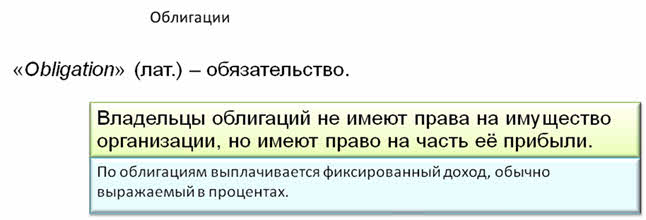 Облигации
«Obligation» (лат.) – обязательство.
Владельцы облигаций не имеют права на имущество
организации, но имеют право на часть её прибыли.
По облигациям выплачивается фиксированный доход, обычно
выражаемый в процентах.